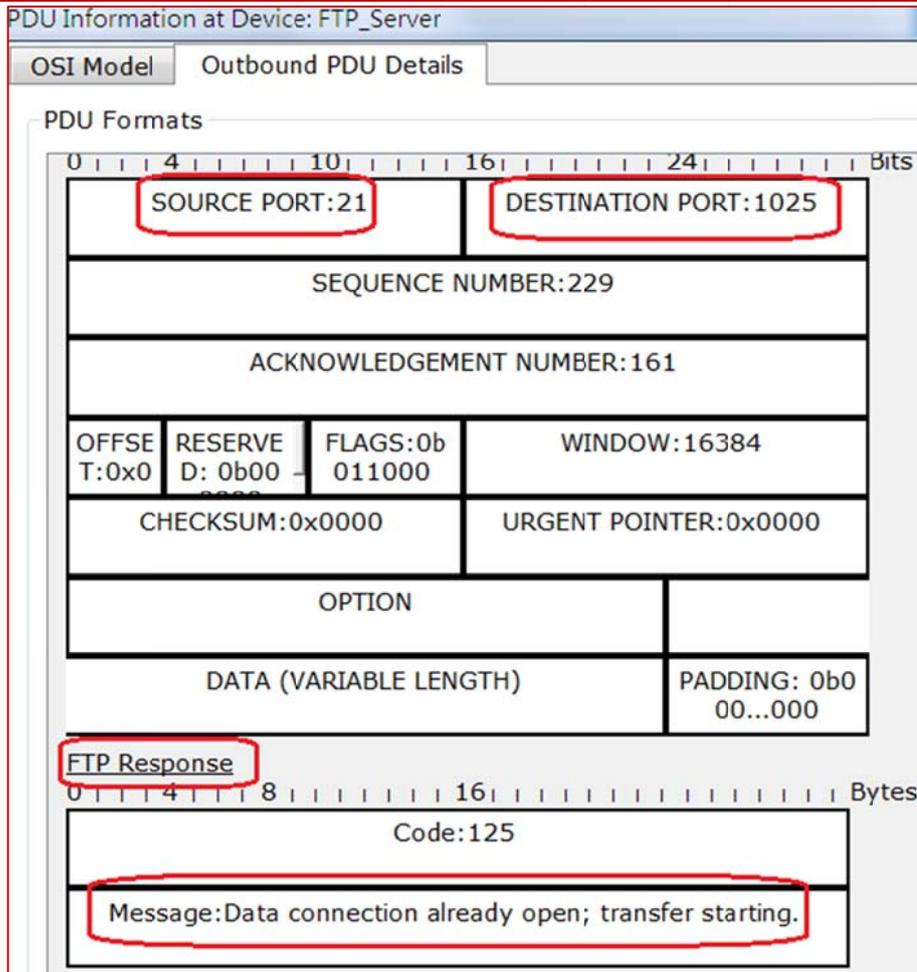 PDU Information at Device: FTP_Server
OSI Model
Outbound PDU Details
PDU Formats
0 4 10 16 24 Bits
SOURCE PORT:21
DESTINATION PORT:1025
SEQUENCE NUMBER:229
ACKNOWLEDGEMENT NUMBER:161
OFFSE
T:0x0
RESERVE
D: 0b00
FLAGS:0b
011000
WINDOW:16384
CHECKSUM:0x0000
URGENT POINTER:0x0000
OPTION
DATA (VARIABLE LENGTH)
PADDING: 0b0
00...000
FTP Response
0 4 8 16 Bytes
Code:125
Message:Data connection already open; transfer starting.